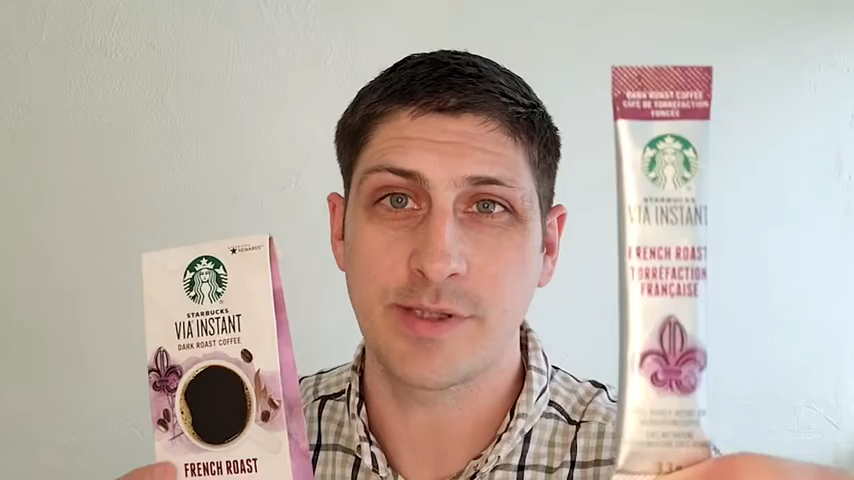 STARBUCKS
REWARDS
STARBUCKS
VIA INSTANT
DARK ROAST COFFEE
FRENCH ROAST
DARK ROAST COFFEE
CAFÉ DE TORRÉFACTION
FONCÉE
STARBUCKS
VIA INSTANT
FRENCH ROAST
TORRÉFACTION
FRANÇAISE